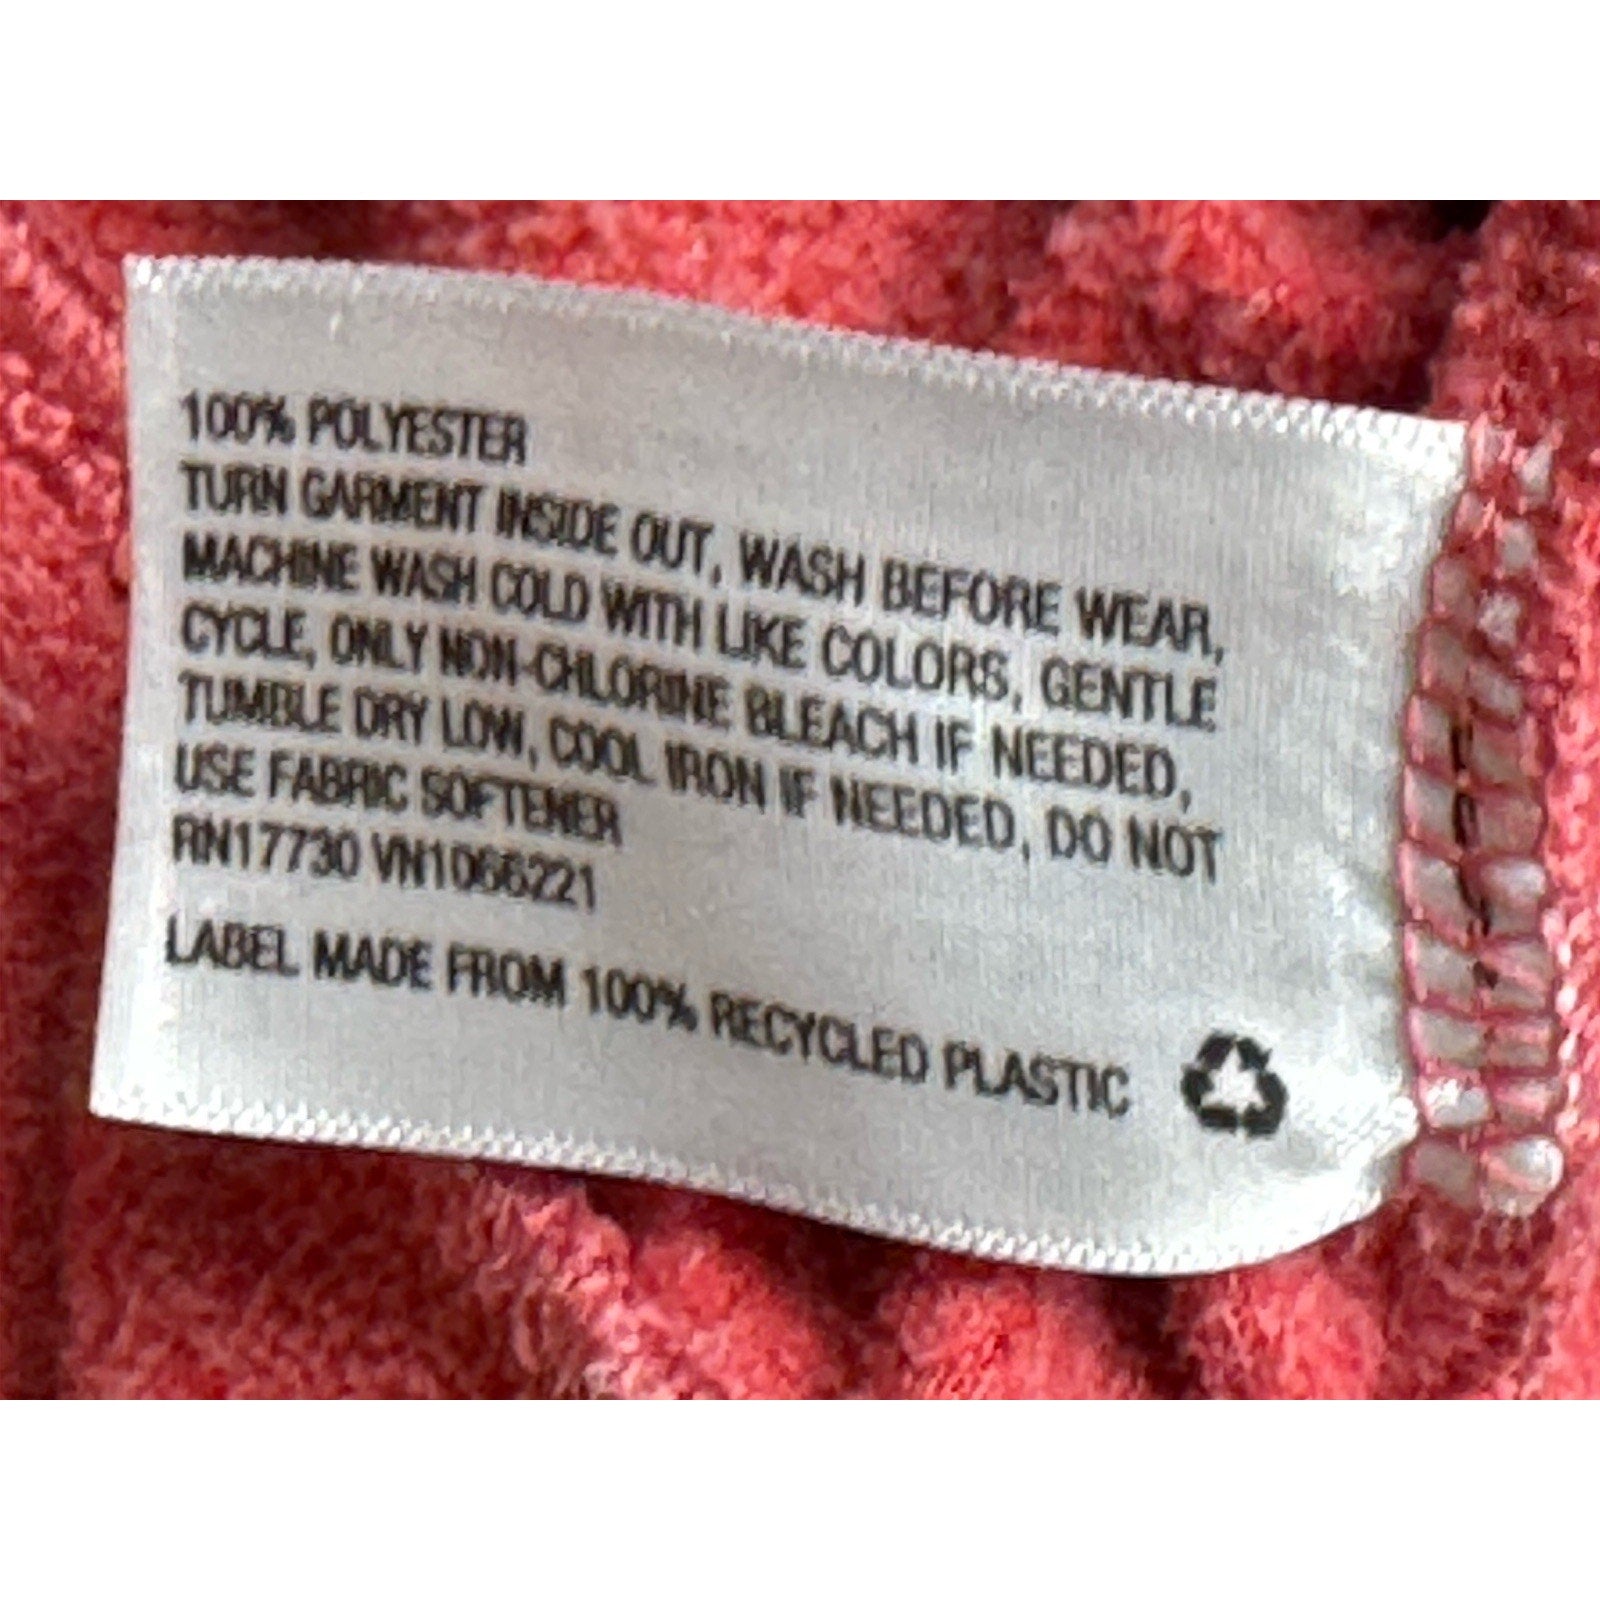 100% POLYESTER
TURN GARMENT INSIDE OUT, WASH BEFORE WEAR,
MACHINE WASH COLD WITH LIKE COLORS, GENTLE
CYCLE, ONLY NON-CHLORINE BLEACH IF NEEDED,
TUMBLE DRY LOW, COOL IRON IF NEEDED, DO NOT
USE FABRIC SOFTENER
RN17730 VN1066221
LABEL MADE FROM 100% RECYCLED PLASTIC